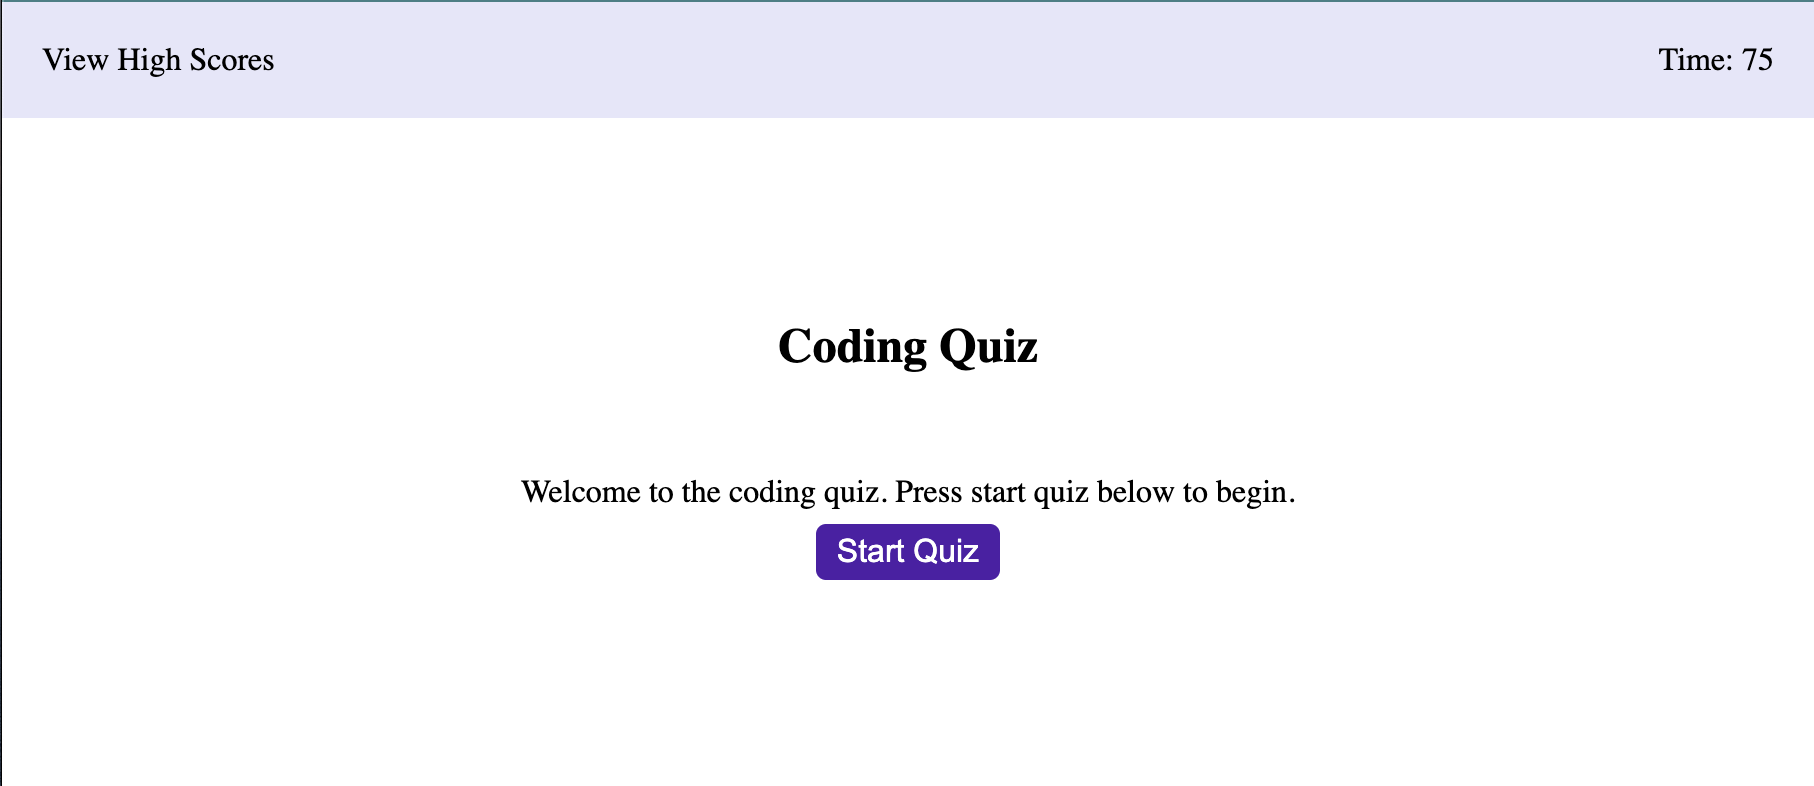 View High Scores
Time: 75
Coding Quiz
Welcome to the coding quiz. Press start quiz below to begin.
Start Quiz